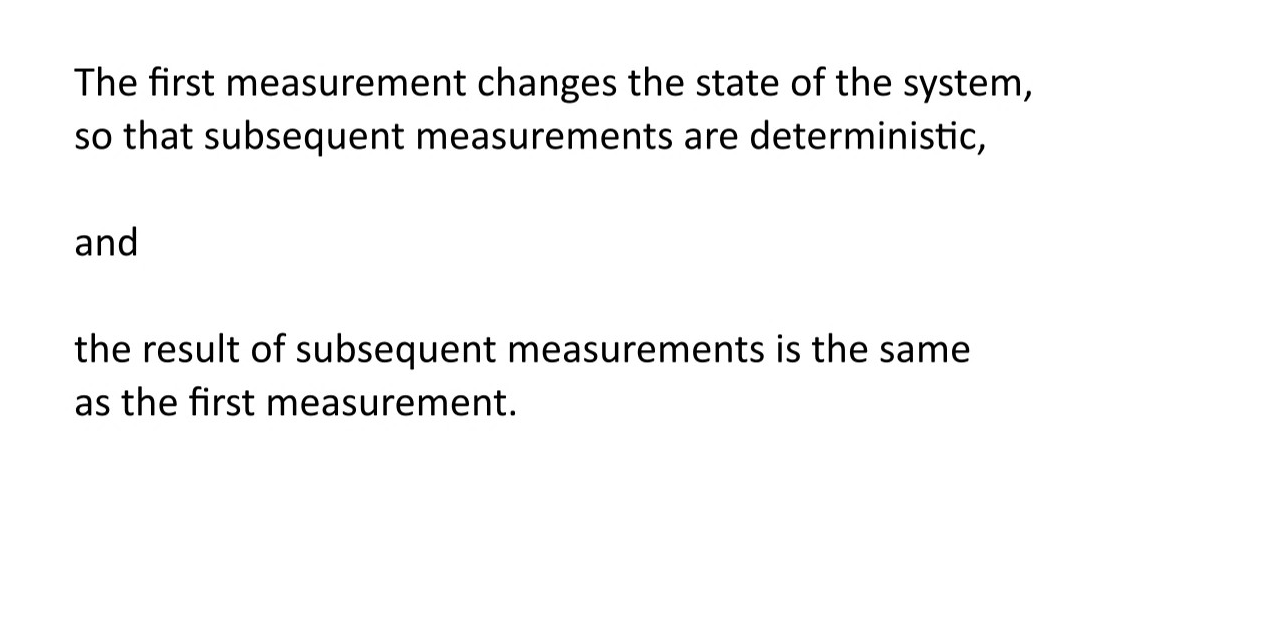 The first measurement changes the state of the system,
so that subsequent measurements are deterministic,
and
the result of subsequent measurements is the same
as the first measurement.